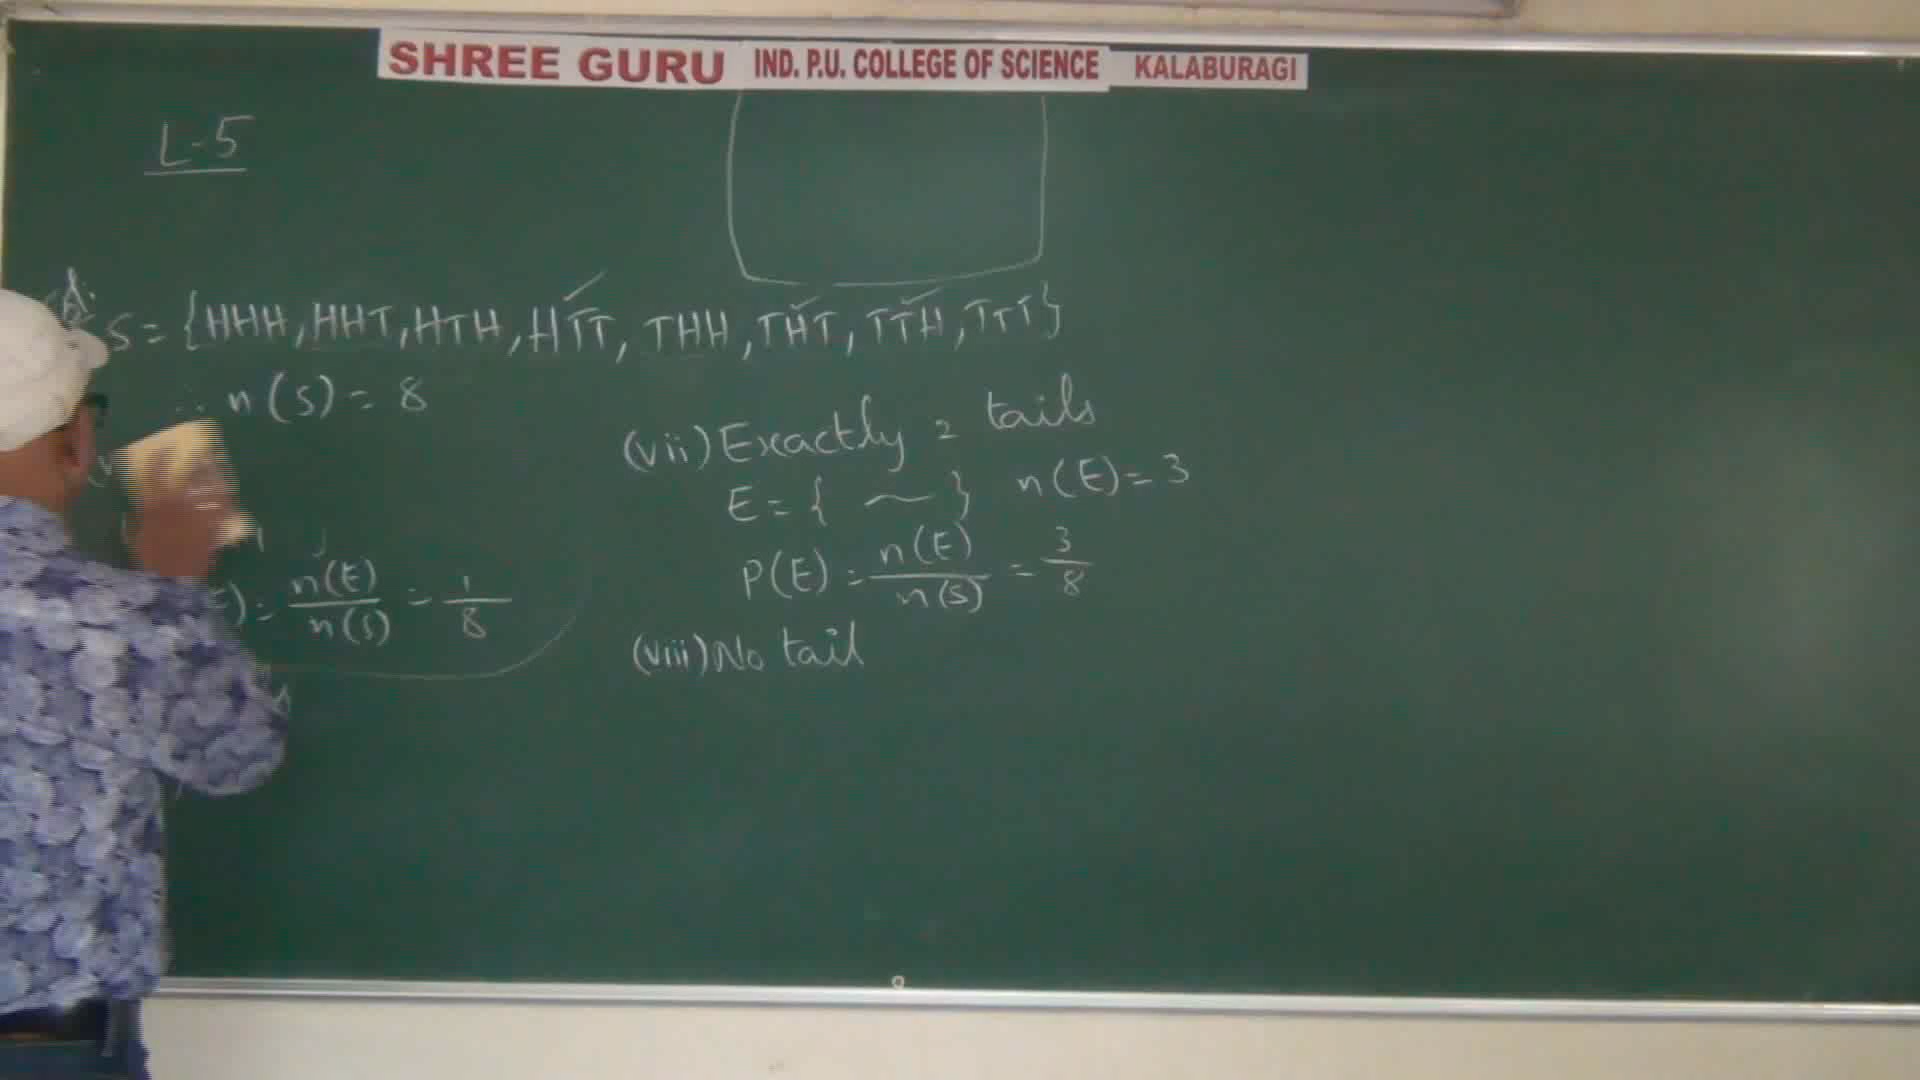 SHREE GURU IND. P.U. COLLEGE OF SCIENCE KALABURAGI
L-5
S = {HHH, HHT, HTH, HTT, THH, THT, TTH, TTT}
n(S) = 8
n(E)/n(S) = 1/8
(vii) Exactly 2 tails
E = { ~ } n(E) = 3
P(E) = n(E)/n(S) = 3/8
(viii) No tail